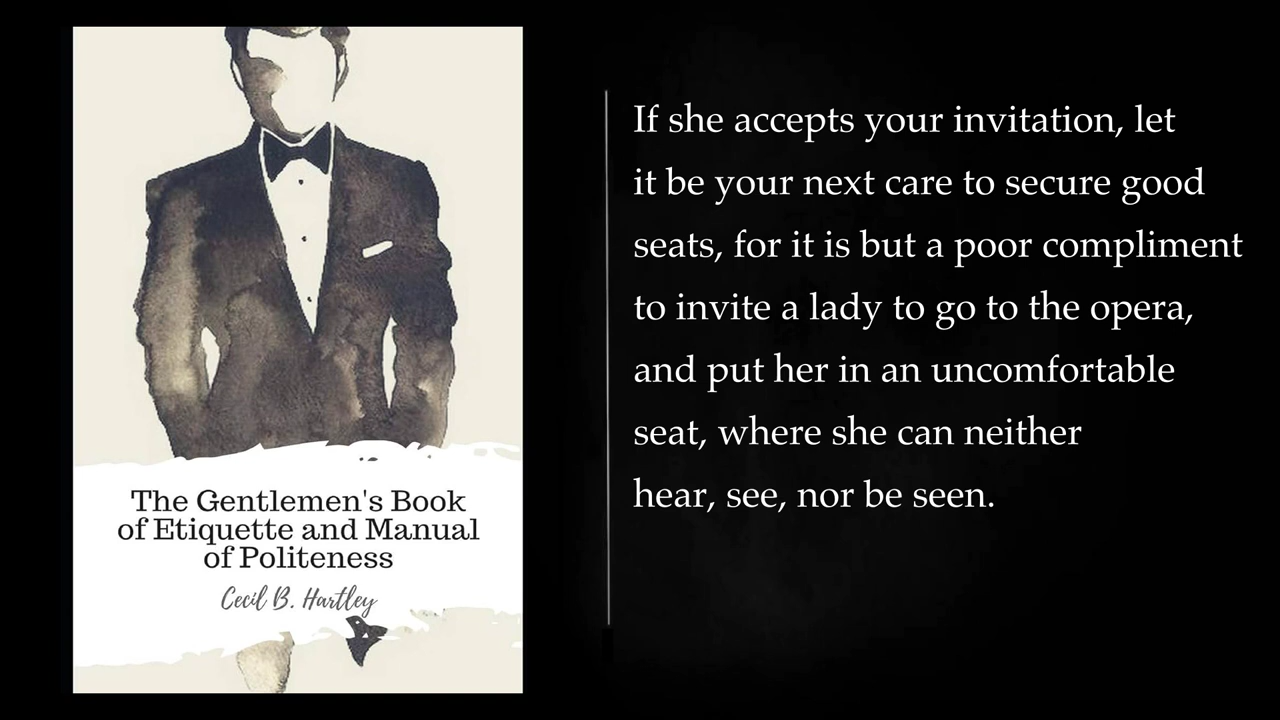 The Gentlemen's Book
of Etiquette and Manual
of Politeness
Cecil B. Hartley
If she accepts your invitation, let
it be your next care to secure good
seats, for it is but a poor compliment
to invite a lady to go to the opera,
and put her in an uncomfortable
seat, where she can neither
hear, see, nor be seen.